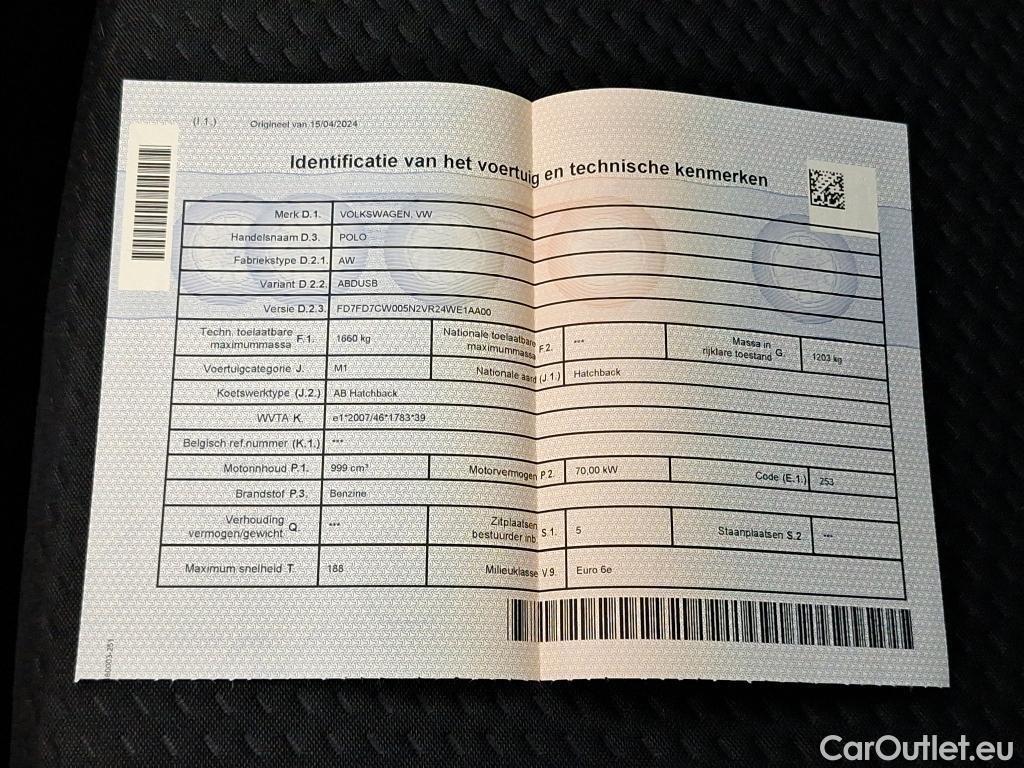 (I.1.) Origineel van 15/04/2024
Identificatie van het voertuig en technische kenmerken
Merk D.1. VOLKSWAGEN, VW
Handelsnaam D.3. POLO
Fabriekstype D.2.1. AW
Variant D.2.2. ABDUSB
Versie D.2.3. FD7FD7CW005N2VR24WE1AA00
Techn. toelaatbare maximummassa F.1. 1660 kg Nationale toelaatbare maximummassa F.2. *** Massa in rijklare toestand G. 1203 kg
Voertuigcategorie J. M1 Nationale aard (J.1.) Hatchback
Koetswerktype (J.2.) AB Hatchback
WVTA K. e1*2007/46*1783*39
Belgisch ref.nummer (K.1.) ***
Motorinhoud P.1. 999 cm³ Motorvermogen P.2. 70,00 kW Code (E.1.) 253
Brandstof P.3. Benzine
Verhouding vermogen/gewicht Q. *** Zitplaatsen bestuurder inb S.1. 5 Staanplaatsen S.2 ***
Maximum snelheid T. 188 Milieuklasse V.9. Euro 6e
CarOutlet.eu